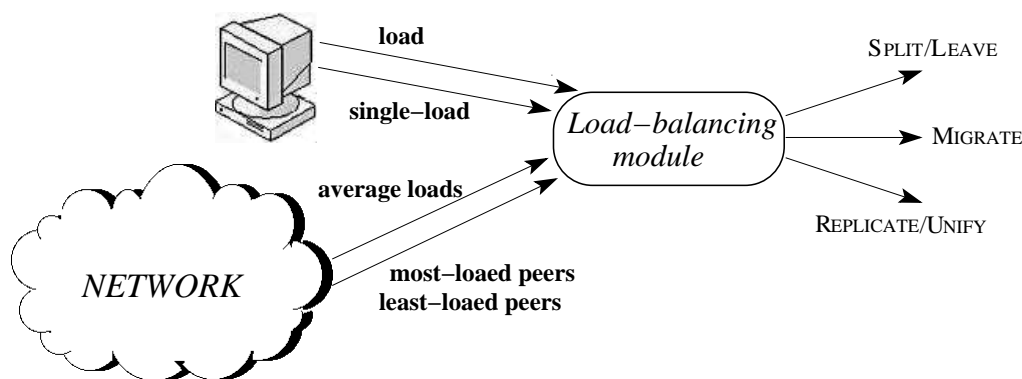 load
single−load
average loads
most−loaed peers
least−loaed peers
NETWORK
Load−balancing
module
SPLIT/LEAVE
MIGRATE
REPLICATE/UNIFY